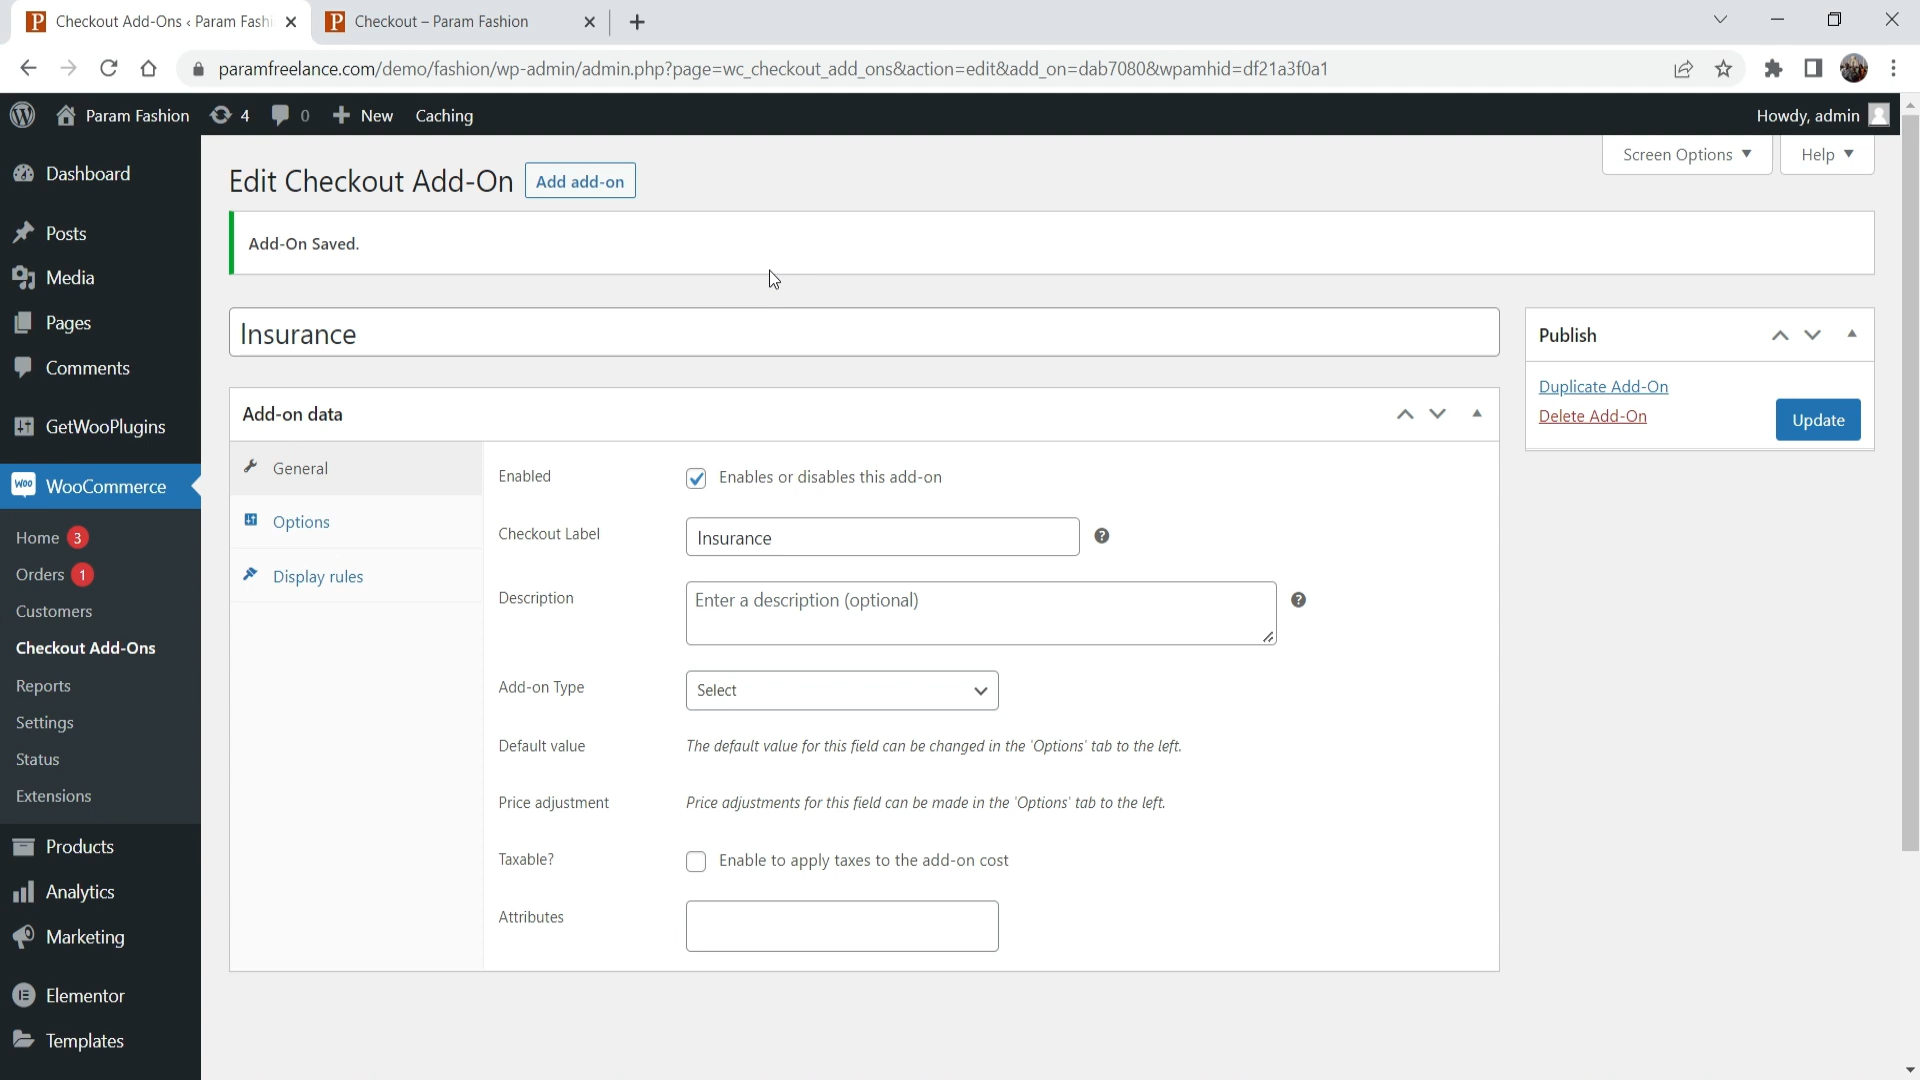 Checkout Add-Ons ‹ Param Fashi
Checkout – Param Fashion
paramfreelance.com/demo/fashion/wp-admin/admin.php?page=wc_checkout_add_ons&action=edit&add_on=dab7080&wpamhid=df21a3f0a1
Param Fashion 4 0 New Caching Howdy, admin
Screen Options Help
Dashboard
Posts
Media
Pages
Comments
GetWooPlugins
WooCommerce
Home 3
Orders 1
Customers
Checkout Add-Ons
Reports
Settings
Status
Extensions
Products
Analytics
Marketing
Elementor
Templates
Edit Checkout Add-On Add add-on
Add-On Saved.
Insurance
Add-on data
General
Options
Display rules
Enabled Enables or disables this add-on
Checkout Label Insurance
Description Enter a description (optional)
Add-on Type Select
Default value The default value for this field can be changed in the 'Options' tab to the left.
Price adjustment Price adjustments for this field can be made in the 'Options' tab to the left.
Taxable? Enable to apply taxes to the add-on cost
Attributes
Publish
Duplicate Add-On
Delete Add-On
Update